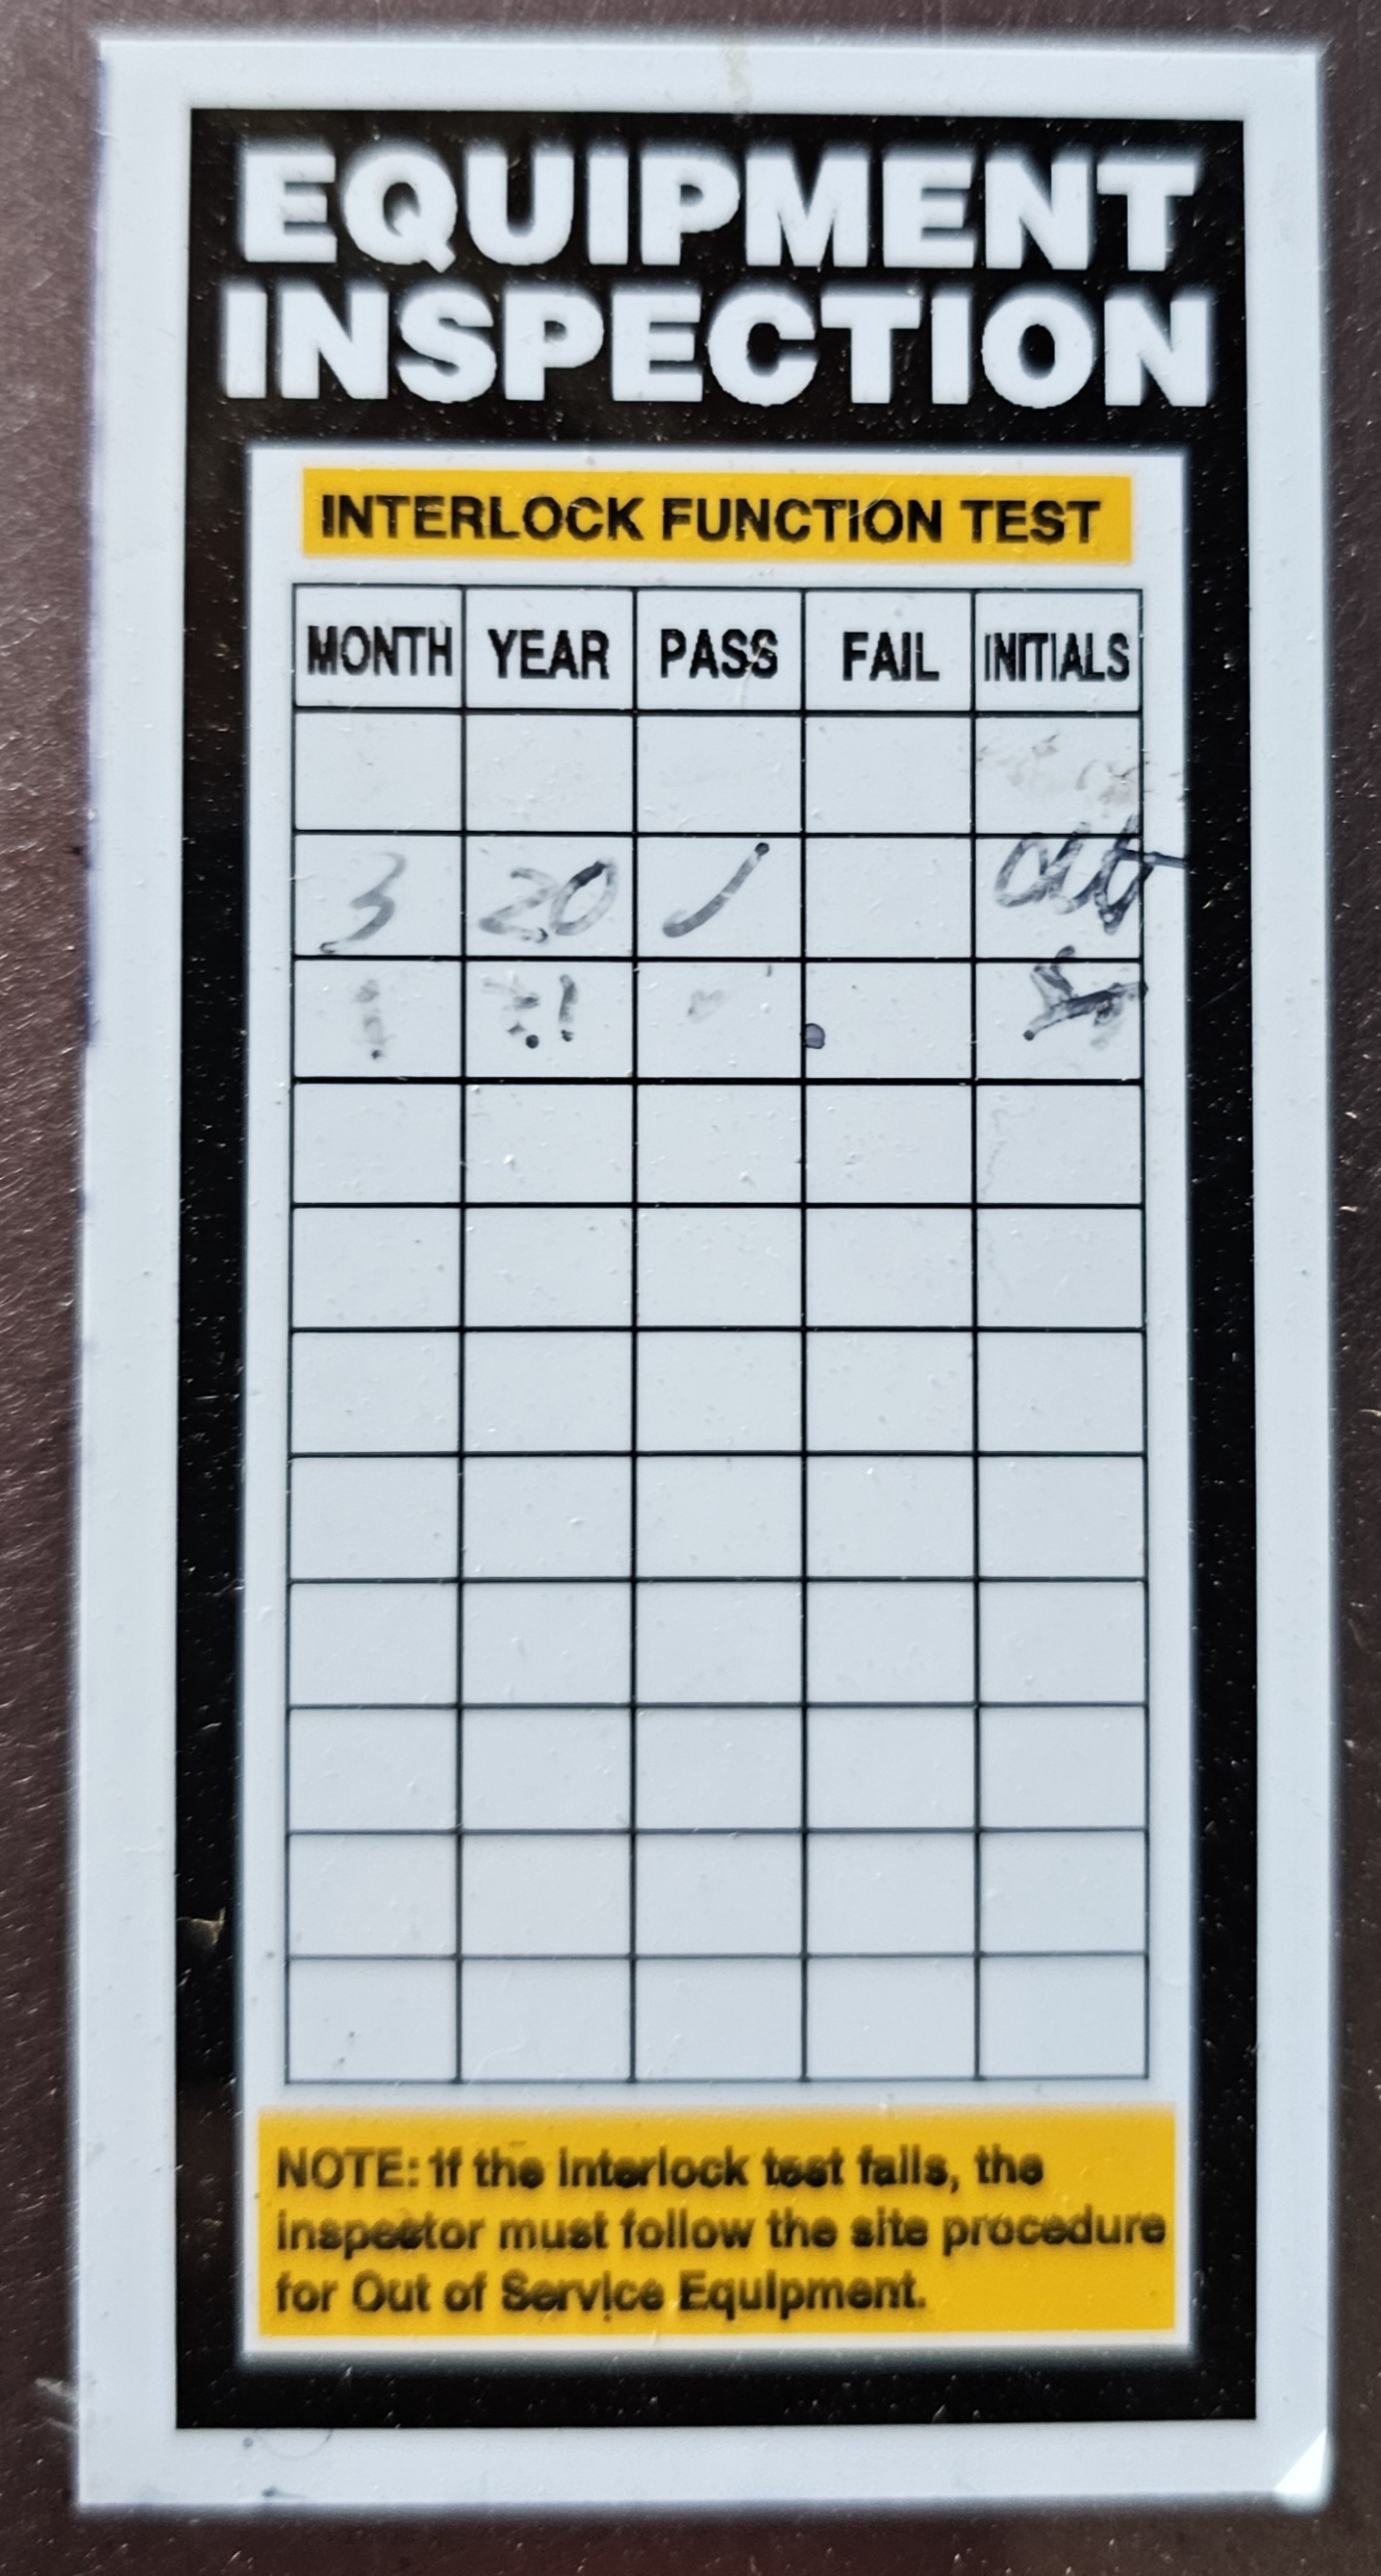 EQUIPMENT
INSPECTION
INTERLOCK FUNCTION TEST
MONTH YEAR PASS FAIL INITIALS
3 20 ✓
21
NOTE: If the interlock test fails, the
inspector must follow the site procedure
for Out of Service Equipment.